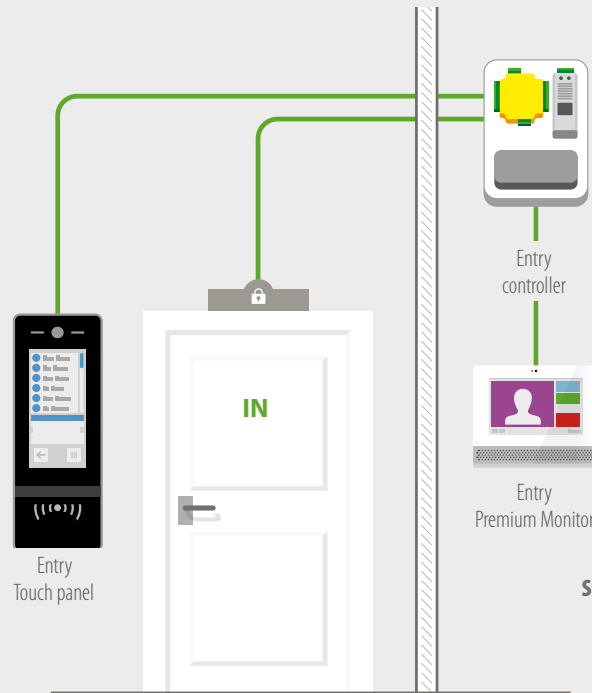 Entry
controller
IN
Entry
Premium Monitor
Entry
Touch panel
S